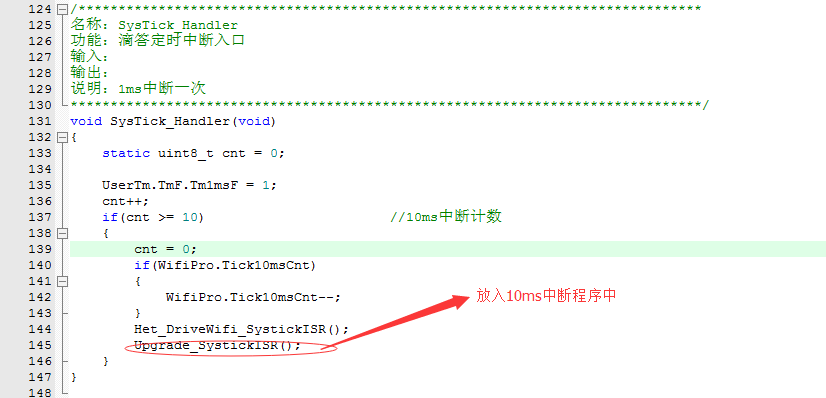 124 /*****************************************************************************
125 名称：SysTick_Handler
126 功能：滴答定时中断入口
127 输入：
128 输出：
129 说明：1ms中断一次
130 *****************************************************************************/
131 void SysTick_Handler(void)
132 {
133 static uint8_t cnt = 0;
134
135 UserTm.TmF.Tm1msF = 1;
136 cnt++;
137 if(cnt >= 10) //10ms中断计数
138 {
139 cnt = 0;
140 if(WifiPro.Tick10msCnt)
141 {
142 WifiPro.Tick10msCnt--;
放入10ms中断程序中
143 }
144 Het_DriveWifi_SystickISR();
145 Upgrade_SystickISR();
146 }
147 }
148